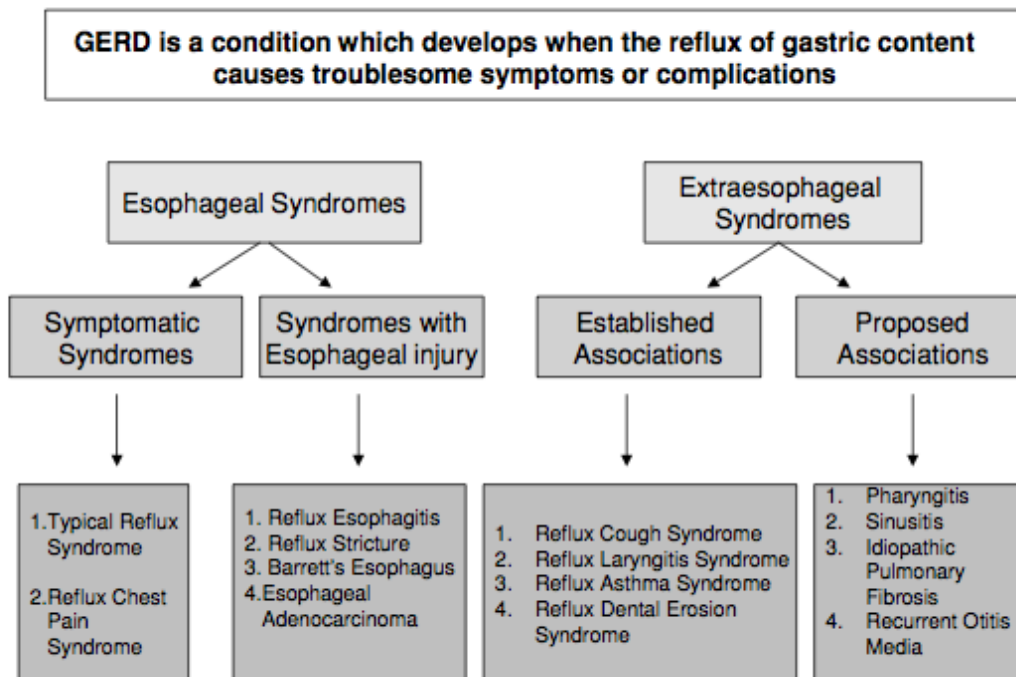 GERD is a condition which develops when the reflux of gastric content
causes troublesome symptoms or complications
Esophageal Syndromes
Extraesophageal
Syndromes
Symptomatic
Syndromes
Syndromes with
Esophageal injury
Established
Associations
Proposed
Associations
1.Typical Reflux
Syndrome
2.Reflux Chest
Pain
Syndrome
1. Reflux Esophagitis
2. Reflux Stricture
3. Barrett's Esophagus
4.Esophageal
Adenocarcinoma
1. Reflux Cough Syndrome
2. Reflux Laryngitis Syndrome
3. Reflux Asthma Syndrome
4. Reflux Dental Erosion
Syndrome
1. Pharyngitis
2. Sinusitis
3. Idiopathic
Pulmonary
Fibrosis
4. Recurrent Otitis
Media